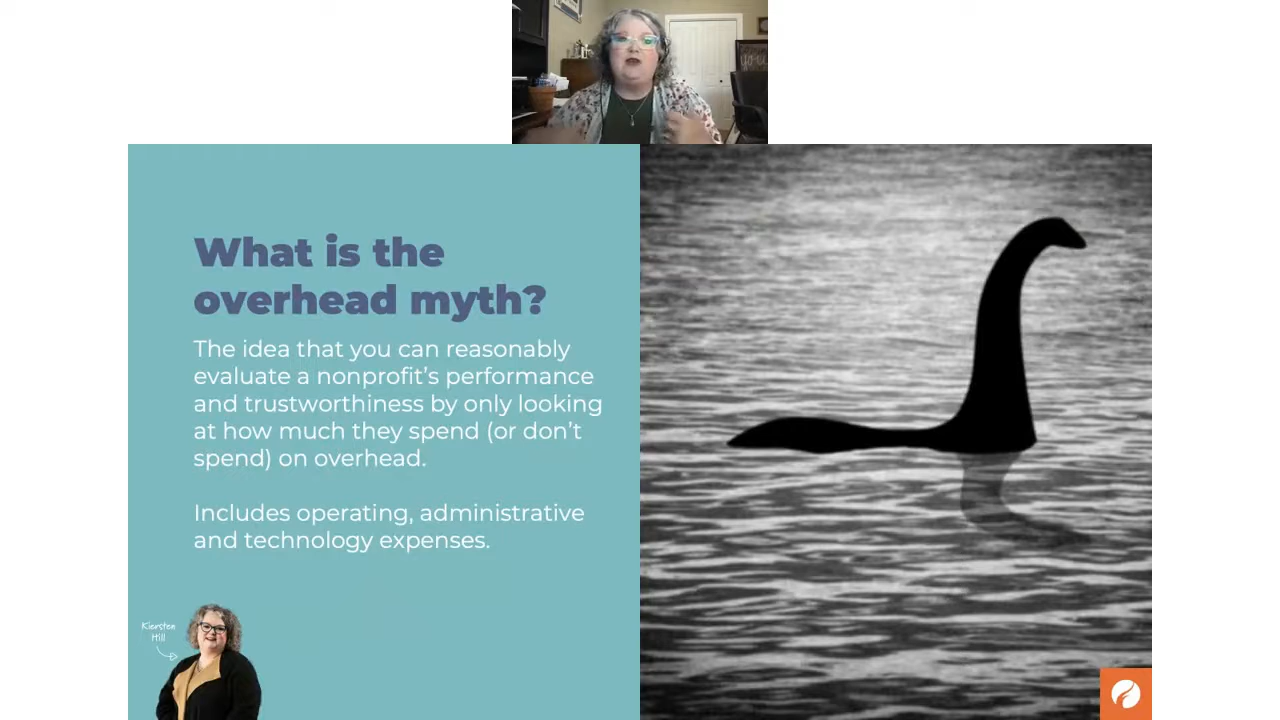 What is the
overhead myth?
The idea that you can reasonably
evaluate a nonprofit's performance
and trustworthiness by only looking
at how much they spend (or don't
spend) on overhead.
Includes operating, administrative
and technology expenses.
Kiersten
Hill